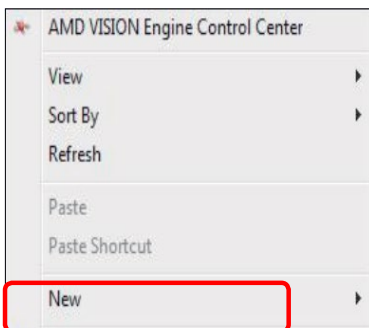 AMD VISION Engine Control Center
View
Sort By
Refresh
Paste
Paste Shortcut
New